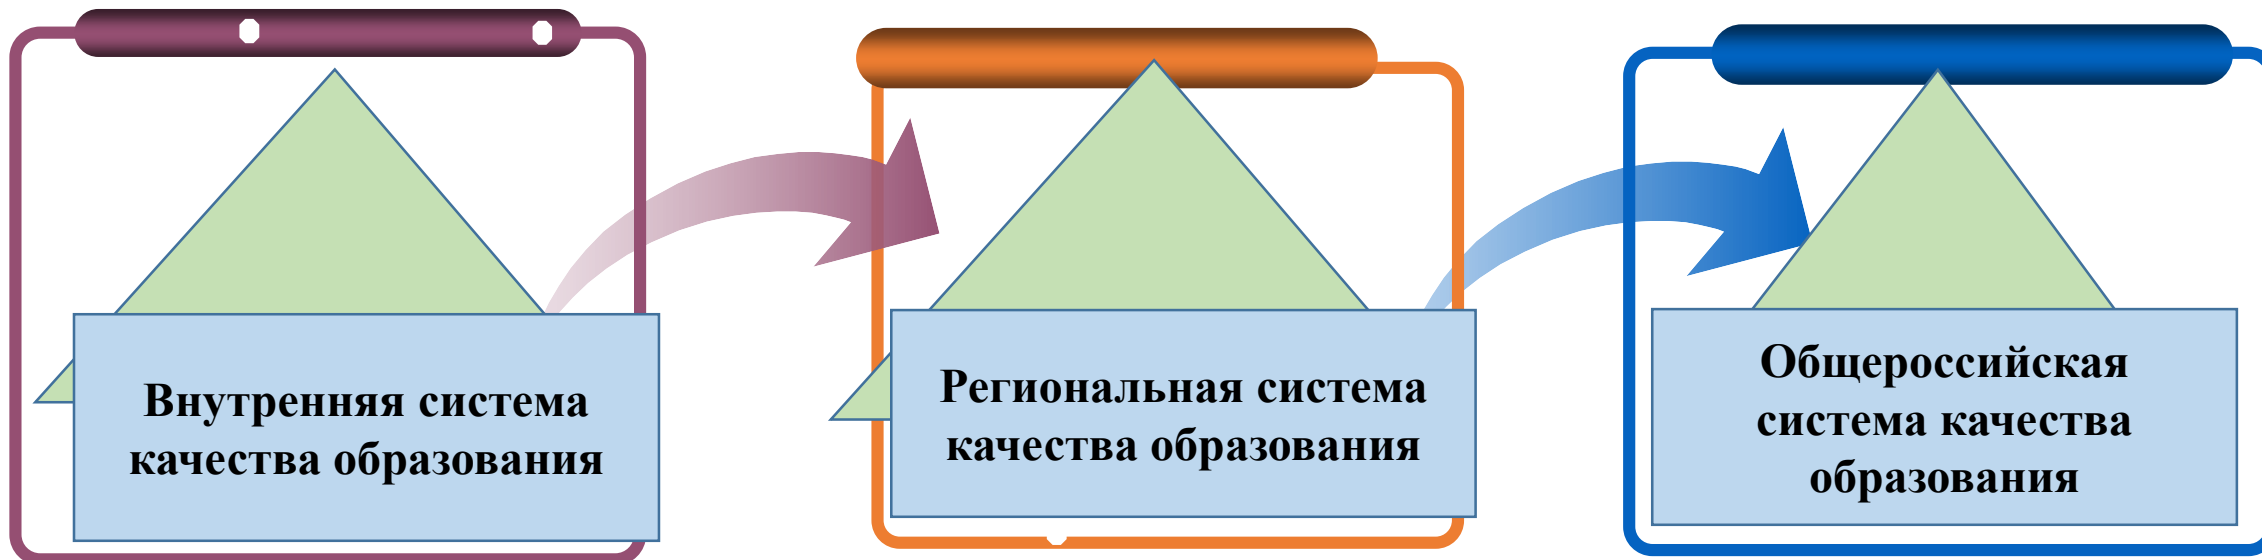 Внутренняя система
качества образования
Региональная система
качества образования
Общероссийская
система качества
образования